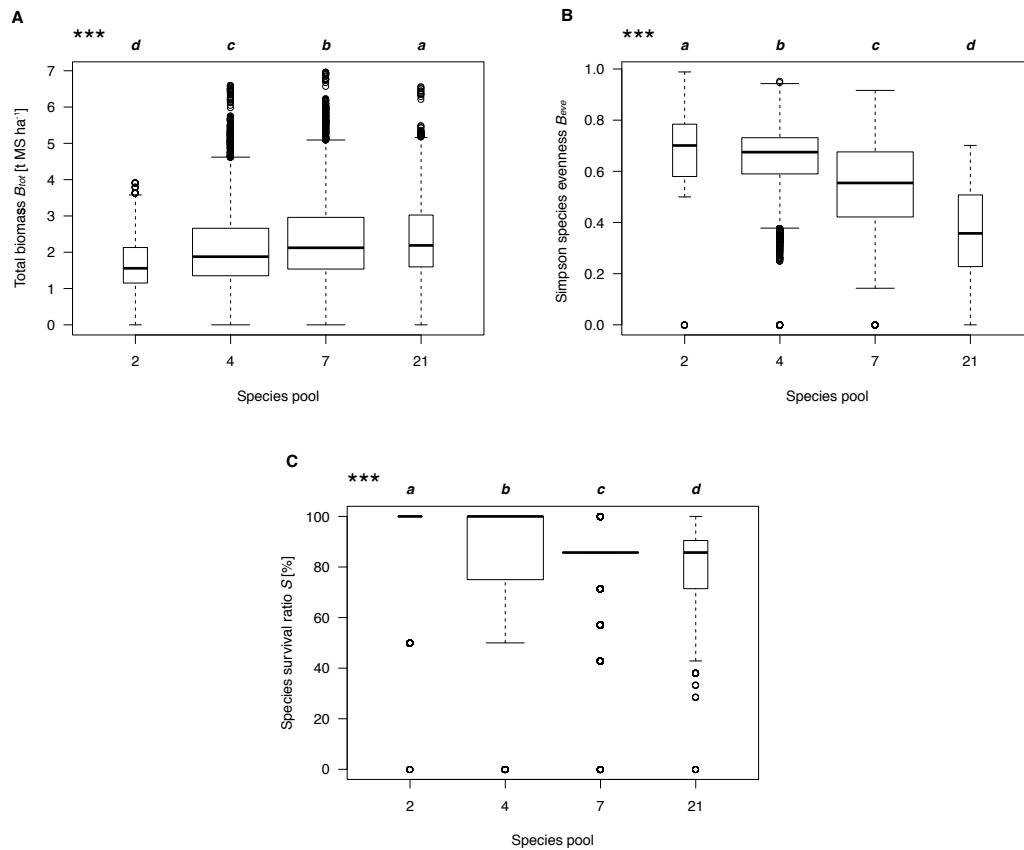 A
B
***
d
c
b
a
***
a
b
c
d
Total biomass Btot [t MS ha⁻¹]
7
6
5
4
3
2
1
0
2
4
7
21
Species pool
Simpson species evenness Beve
1.0
0.8
0.6
0.4
0.2
0.0
2
4
7
21
Species pool
C
***
a
b
c
d
Species survival ratio S [%]
100
80
60
40
20
0
2
4
7
21
Species pool